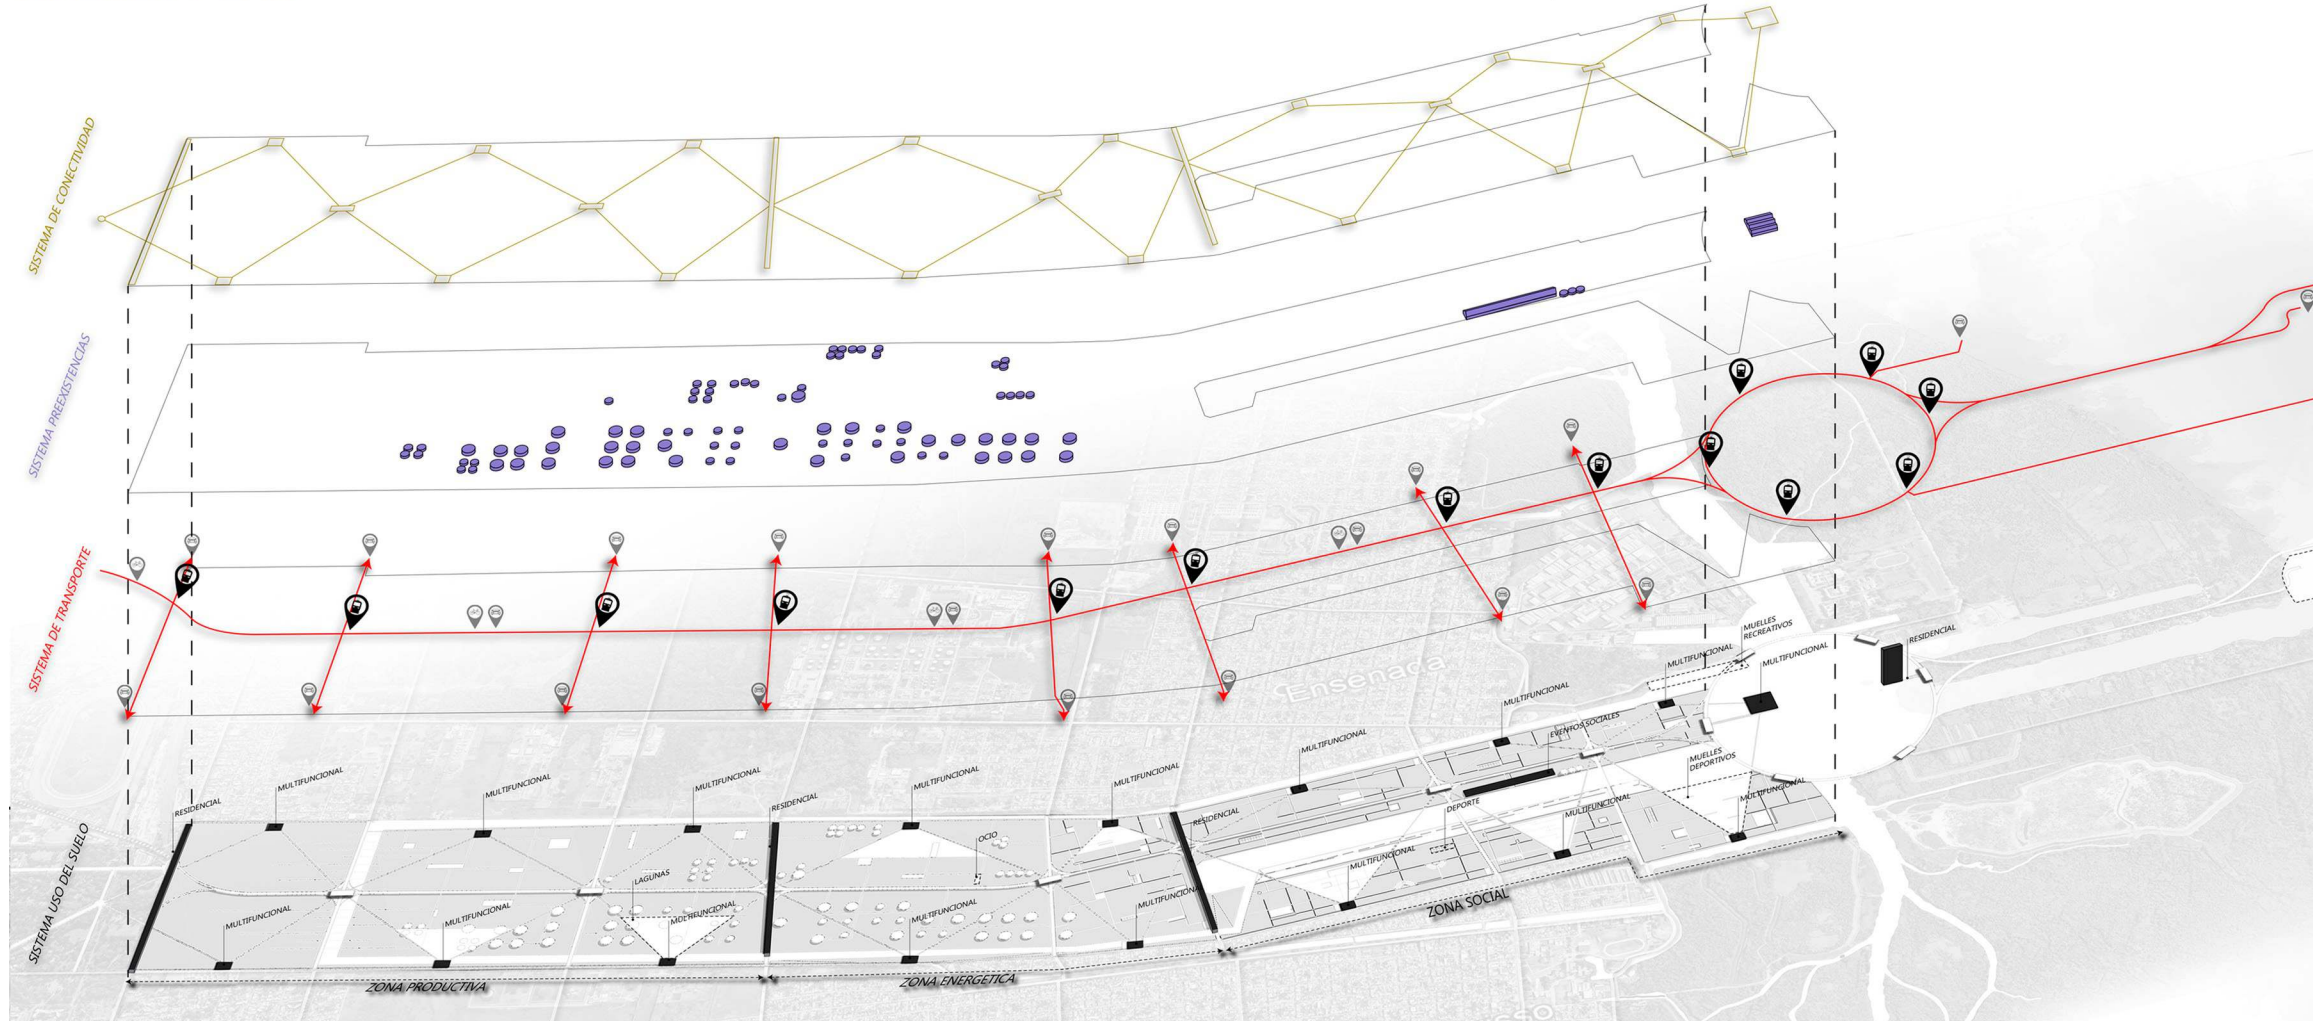 SISTEMA DE CONECTIVIDAD
SISTEMA PREEXISTENCIAS
SISTEMA DE TRANSPORTE
Ensenada
MUELLES
RECREATIVOS
RESIDENCIAL
MULTIFUNCIONAL
MULTIFUNCIONAL
MULTIFUNCIONAL
EVENTOS SOCIALES
MULTIFUNCIONAL
MUELLES
DEPORTIVOS
MULTIFUNCIONAL
MULTIFUNCIONAL
MULTIFUNCIONAL
MULTIFUNCIONAL
MULTIFUNCIONAL
MULTIFUNCIONAL
RESIDENCIAL
RESIDENCIAL
RESIDENCIAL
DEPORTE
MULTIFUNCIONAL
MULTIFUNCIONAL
OCIO
MULTIFUNCIONAL
LAGUNAS
MULTIFUNCIONAL
MULTIFUNCIONAL
MULTIFUNCIONAL
MULTIFUNCIONAL
MULTIFUNCIONAL
SISTEMA USO DEL SUELO
ZONA SOCIAL
ZONA PRODUCTIVA
ZONA ENERGETICA